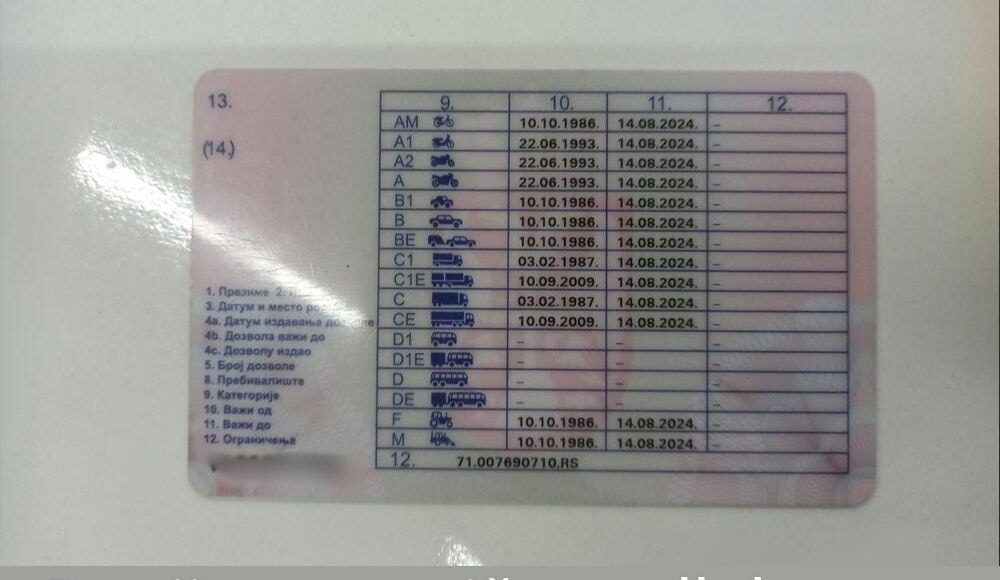 13.
(14.)
1. Презиме 2.
3. Датум и место
4a. Датум издавања дозволе
4b. Дозвола важи до
4c. Дозволу издао
5. Број дозволе
8. Пребивалиште
9. Категорије
10. Важи од
11. Важи до
12. Ограничења
9. 10. 11. 12.
AM 10.10.1986. 14.08.2024. –
A1 22.06.1993. 14.08.2024. –
A2 22.06.1993. 14.08.2024. –
A 22.06.1993. 14.08.2024. –
B1 10.10.1986. 14.08.2024. –
B 10.10.1986. 14.08.2024. –
BE 10.10.1986. 14.08.2024. –
C1 03.02.1987. 14.08.2024. –
C1E 10.09.2009. 14.08.2024. –
C 03.02.1987. 14.08.2024. –
CE 10.09.2009. 14.08.2024. –
D1 – – –
D1E – – –
D – – –
DE – – –
F 10.10.1986. 14.08.2024. –
M 10.10.1986. 14.08.2024. –
12. 71.007690710.RS